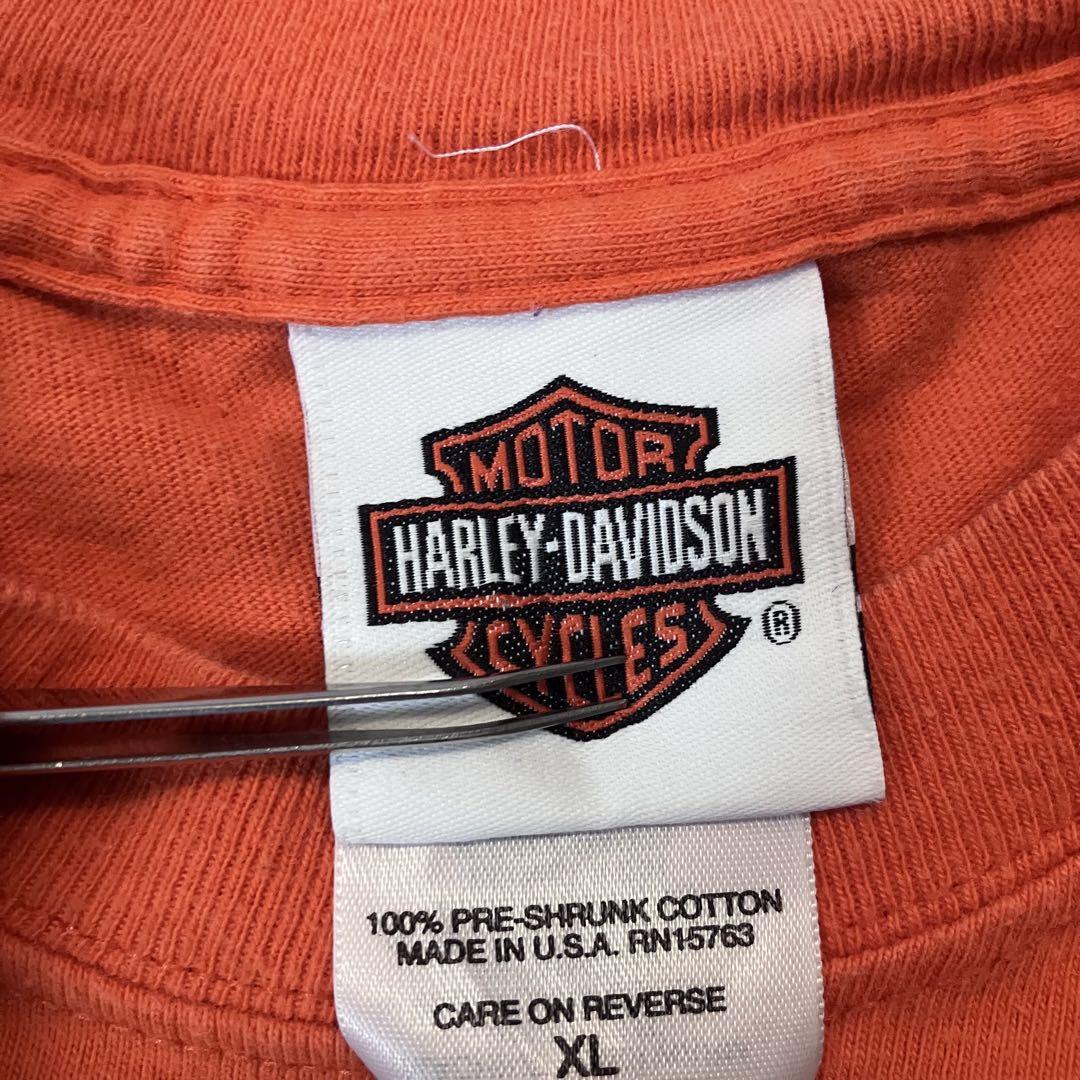 MOTOR
HARLEY-DAVIDSON
CYCLES
®
100% PRE-SHRUNK COTTON
MADE IN U.S.A. RN15763
CARE ON REVERSE
XL